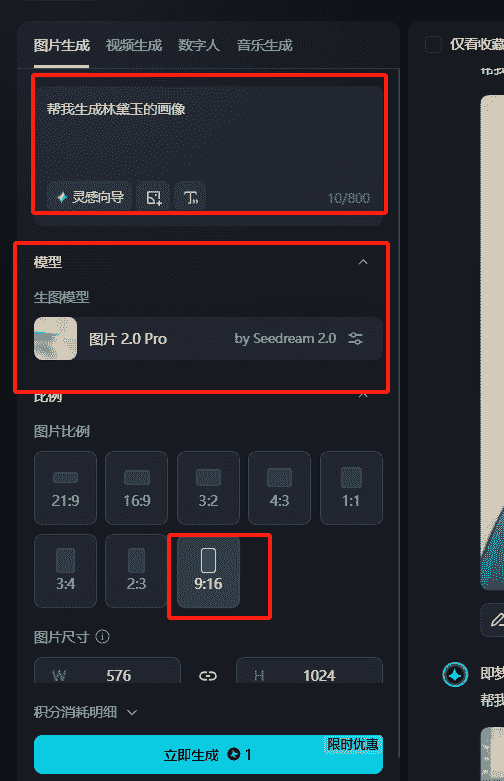 图片生成 视频生成 数字人 音乐生成
仅看收藏
帮我生成林黛玉的画像
灵感向导
10/800
模型
生图模型
图片 2.0 Pro by Seedream 2.0
比例
图片比例
21:9 16:9 3:2 4:3 1:1
3:4 2:3 9:16
图片尺寸
W 576 H 1024
即梦
帮我
积分消耗明细
限时优惠
立即生成 1